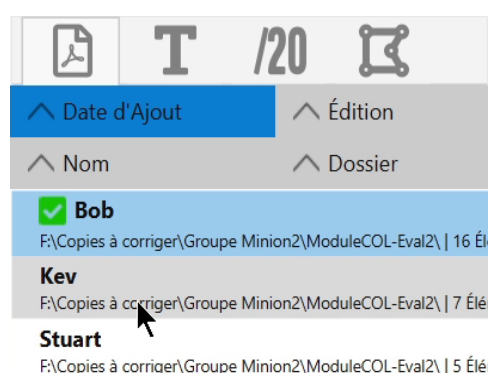 T /20
Date d'Ajout Édition
Nom Dossier
Bob
F:\Copies à corriger\Groupe Minion2\ModuleCOL-Eval2\ | 16 Él
Kev
F:\Copies à corriger\Groupe Minion2\ModuleCOL-Eval2\ | 7 Élé
Stuart
F:\Copies à corriger\Groupe Minion2\ModuleCOL-Eval2\ | 5 Élé